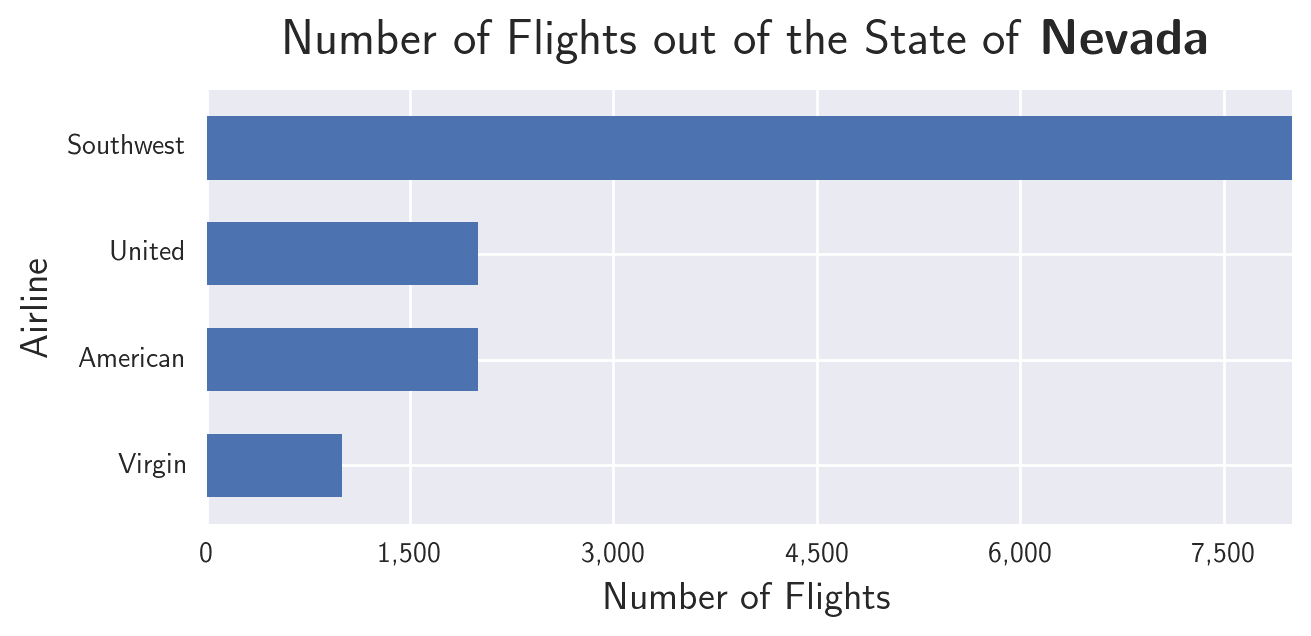 Number of Flights out of the State of Nevada
Southwest
United
American
Virgin
Airline
0 1,500 3,000 4,500 6,000 7,500
Number of Flights